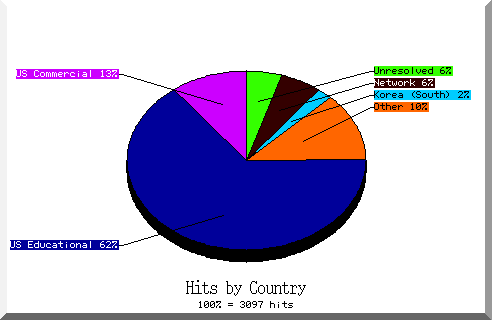 US Commercial 13%
Unresolved 6%
Network 6%
Korea (South) 2%
Other 10%
US Educational 62%
Hits by Country
100% = 3097 hits